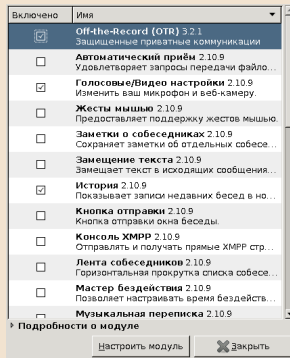 Включено Имя
Off-the-Record (OTR) 3.2.1
Защищенные приватные коммуникации
Автоматический приём 2.10.9
Удовлетворяет запросы передачи файло...
Голосовые/Видео настройки 2.10.9
Изменить ваш микрофон и веб-камеру.
Жесты мышью 2.10.9
Предоставляет поддержку жестов мышью.
Заметки о собеседниках 2.10.9
Сохраняет заметки об отдельных собесе...
Замещение текста 2.10.9
Замещает текст в исходящих сообщения...
История 2.10.9
Показывает записи недавних бесед в но...
Кнопка отправки 2.10.9
Кнопка отправки окна беседы.
Консоль XMPP 2.10.9
Отправлять и получать прямые XMPP стр...
Лента собеседников 2.10.9
Горизонтальная прокрутка списка собесе...
Мастер бездействия 2.10.9
Позволяет настраивать время бездейств...
Музыкальная переписка 2.10.9
Подробности о модуле
Настроить модуль Закрыть